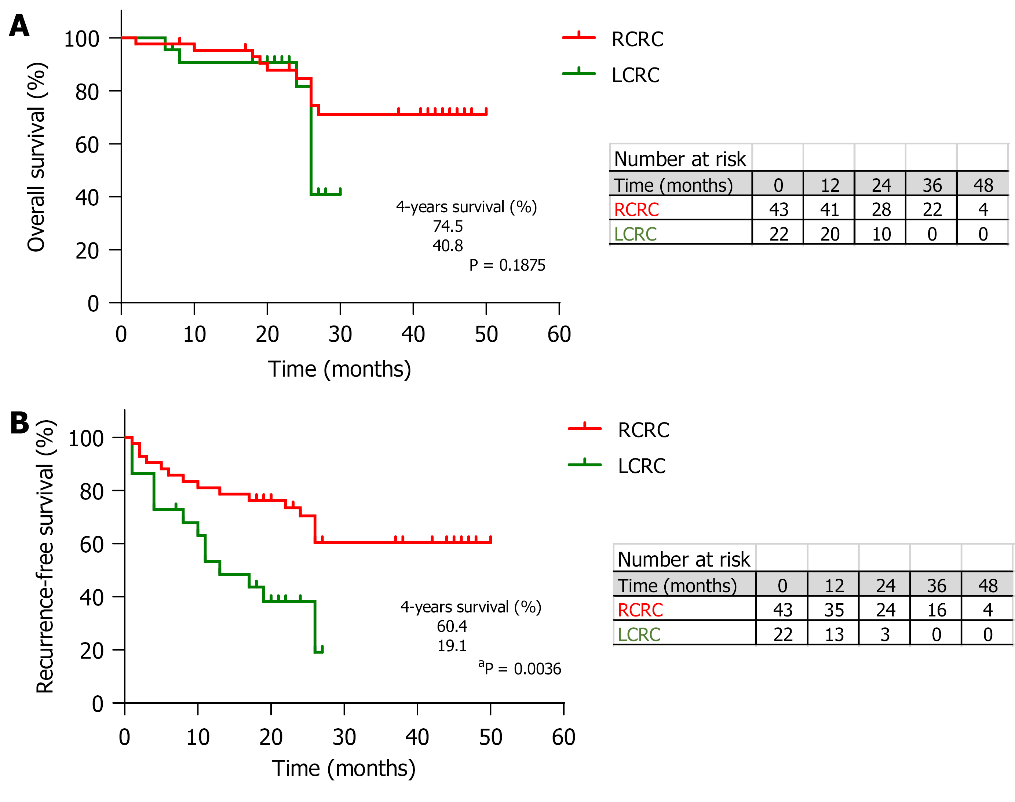 A
Overall survival (%)
100
80
60
40
20
0
0 10 20 30 40 50 60
Time (months)
4-years survival (%)
74.5
40.8
P = 0.1875
RCRC
LCRC
Number at risk
Time (months) 0 12 24 36 48
RCRC 43 41 28 22 4
LCRC 22 20 10 0 0
B
Recurrence-free survival (%)
100
80
60
40
20
0
0 10 20 30 40 50 60
Time (months)
4-years survival (%)
60.4
19.1
aP = 0.0036
RCRC
LCRC
Number at risk
Time (months) 0 12 24 36 48
RCRC 43 35 24 16 4
LCRC 22 13 3 0 0